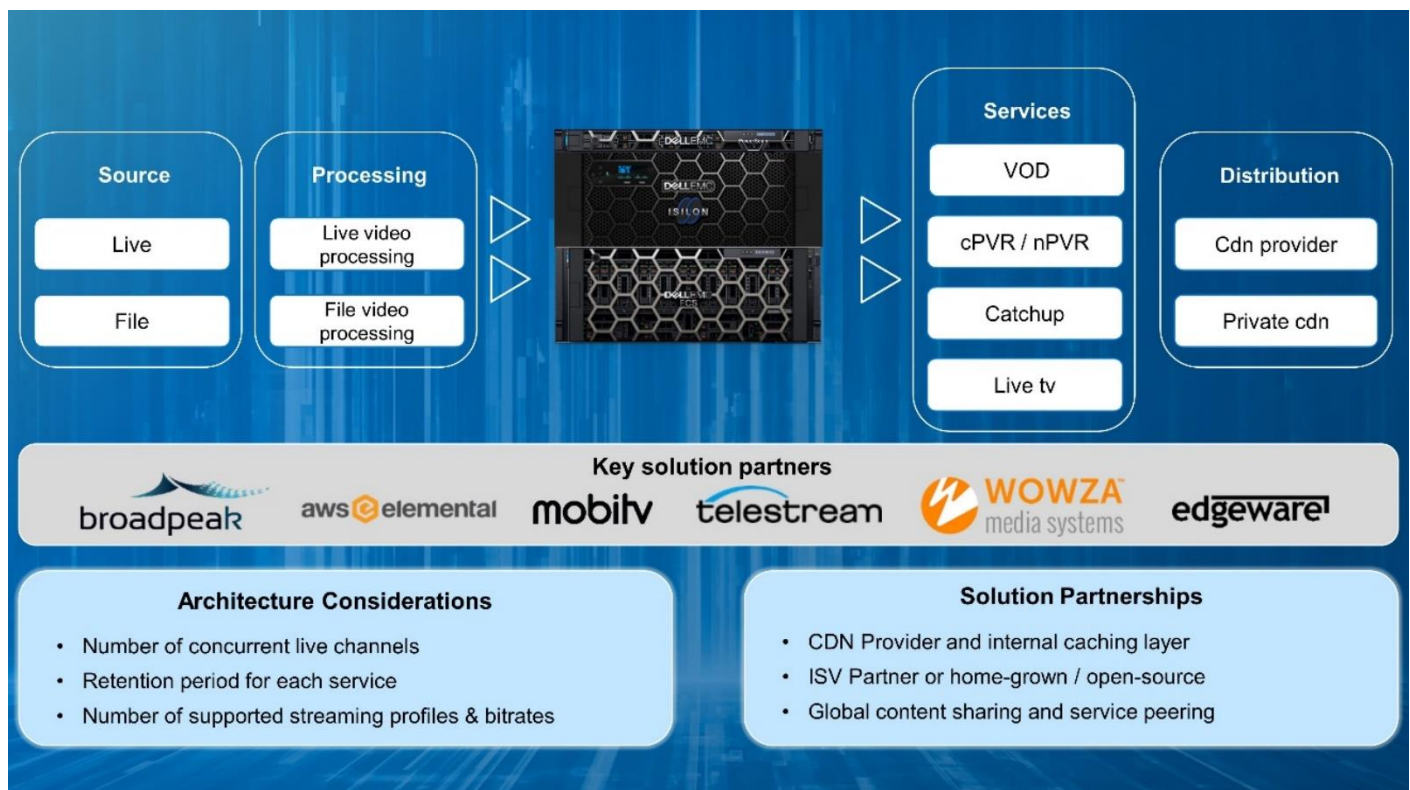 Source
Live
File
Processing
Live video
processing
File video
processing
DELLEMC
DELLEMC
ISILON
DELLEMC
ECS
Services
VOD
cPVR / nPVR
Catchup
Live tv
Distribution
Cdn provider
Private cdn
Key solution partners
broadpeak
aws elemental
mobitv
telestream
WOWZA™
media systems
edgeware
Architecture Considerations
• Number of concurrent live channels
• Retention period for each service
• Number of supported streaming profiles & bitrates
Solution Partnerships
• CDN Provider and internal caching layer
• ISV Partner or home-grown / open-source
• Global content sharing and service peering